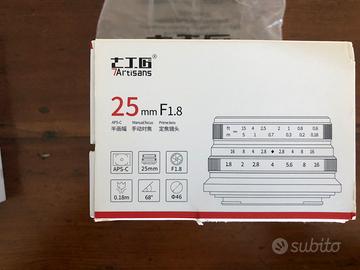 七工匠
7Artisans
25mm F1.8
APS-C Manual focus Prime lens
半画幅 手动对焦 定焦镜头
ft ∞ 15 4 2.5 2 1 0.8 0.6
m ∞ 5 1 0.7 0.5 0.3 0.2 0.18
16 8 4 2.8 ◆ 2.8 4 8 16
1.8 2 2.8 4 5.6 8 16
APS-C 25mm F1.8
0.18m 68° Φ46
subito